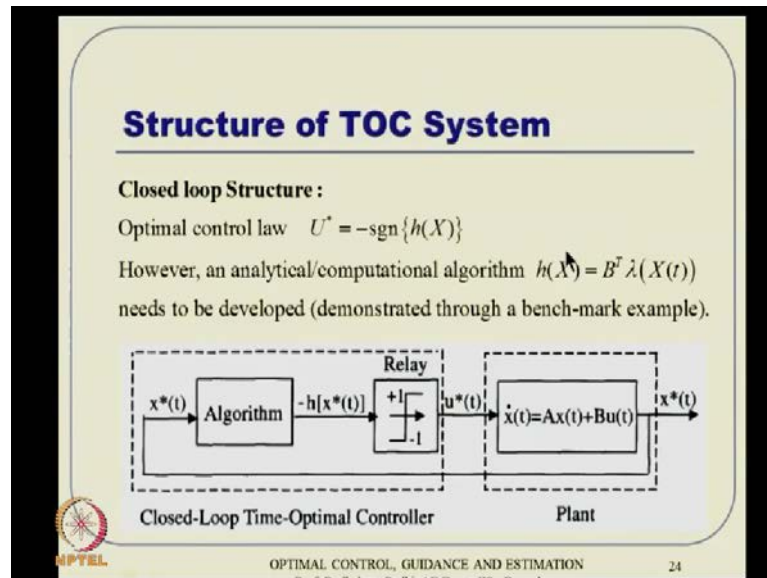 Structure of TOC System
Closed loop Structure :
Optimal control law U* = −sgn{h(X)}
However, an analytical/computational algorithm h(X) = Bᵀ λ(X(t))
needs to be developed (demonstrated through a bench-mark example).
Relay
x*(t) Algorithm -h[x*(t)] +1 -1 u*(t) ẋ(t)=Ax(t)+Bu(t) x*(t)
Closed-Loop Time-Optimal Controller Plant
NPTEL
OPTIMAL CONTROL, GUIDANCE AND ESTIMATION 24